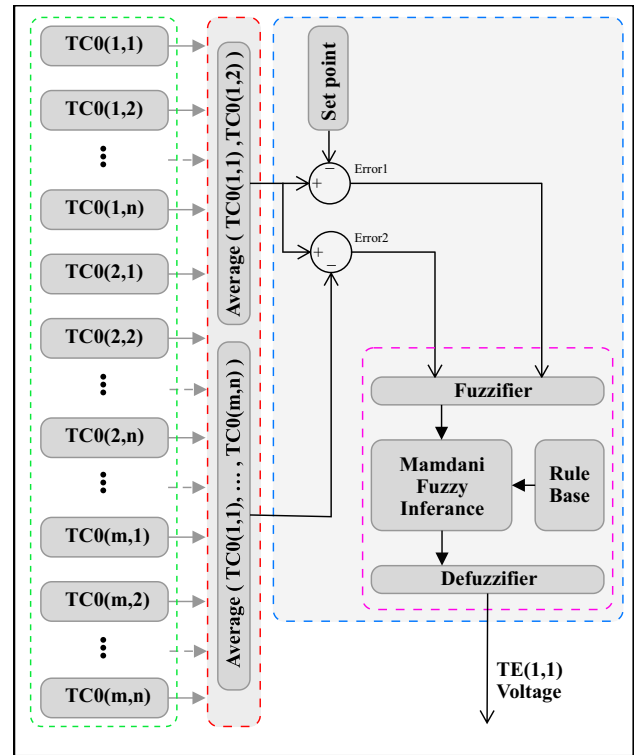 TC0(1,1)
TC0(1,2)
•••
TC0(1,n)
TC0(2,1)
TC0(2,2)
•••
TC0(2,n)
•••
TC0(m,1)
TC0(m,2)
•••
TC0(m,n)
Average ( TC0(1,1) ,TC0(1,2) )
Average ( TC0(1,1), ... , TC0(m,n) )
Set point
−
+
Error1
+
−
Error2
Fuzzifier
Mamdani
Fuzzy
Inferance
Rule
Base
Defuzzifier
TE(1,1)
Voltage